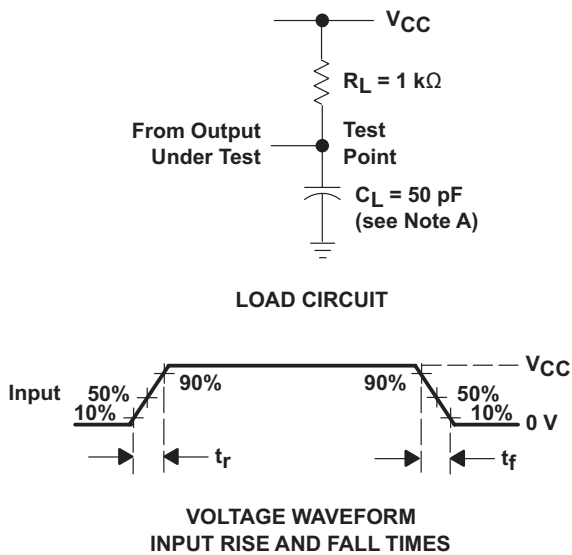 VCC
RL = 1 kΩ
From Output
Under Test
Test
Point
CL = 50 pF
(see Note A)
LOAD CIRCUIT
Input
50%
10%
90%
90%
50%
10%
VCC
0 V
tr
tf
VOLTAGE WAVEFORM
INPUT RISE AND FALL TIMES